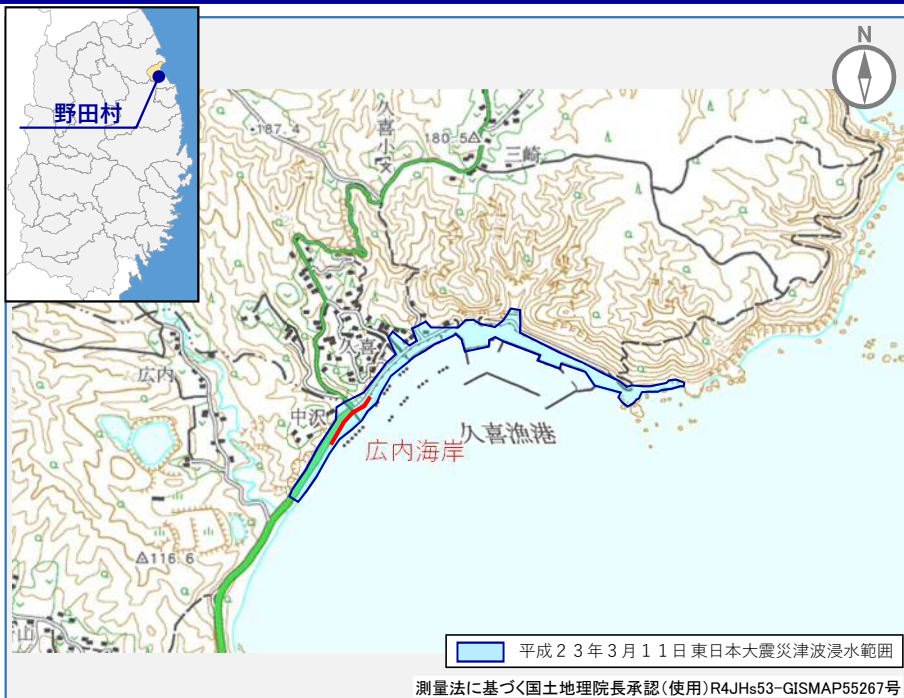 野田村
N
・187.4
久喜小安
180.5
三崎
久喜
広内
中沢
久喜漁港
広内海岸
116.6
山
平成23年3月11日東日本大震災津波浸水範囲
測量法に基づく国土地理院長承認(使用)R4JHs53-GISMAP55267号